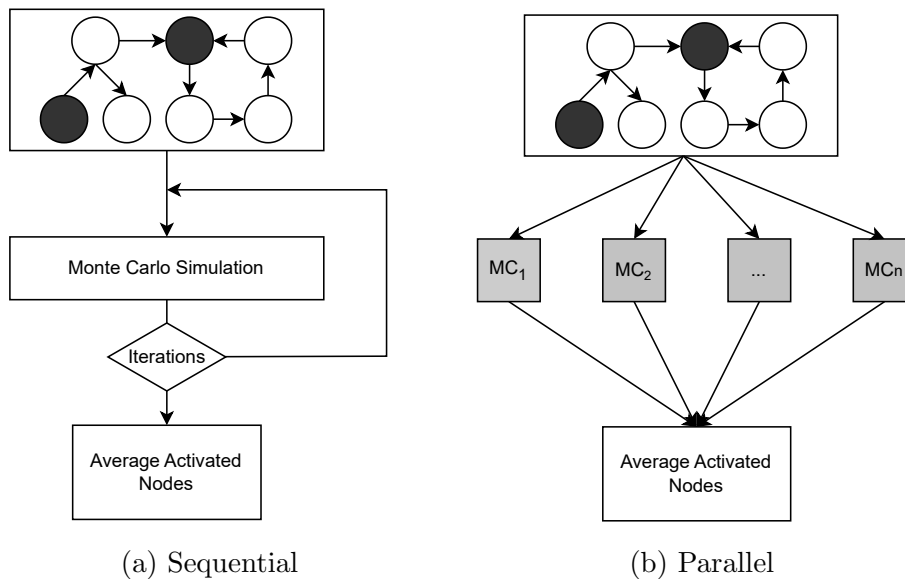 Monte Carlo Simulation
Iterations
Average Activated
Nodes
(a) Sequential
MC1
MC2
...
MCn
Average Activated
Nodes
(b) Parallel